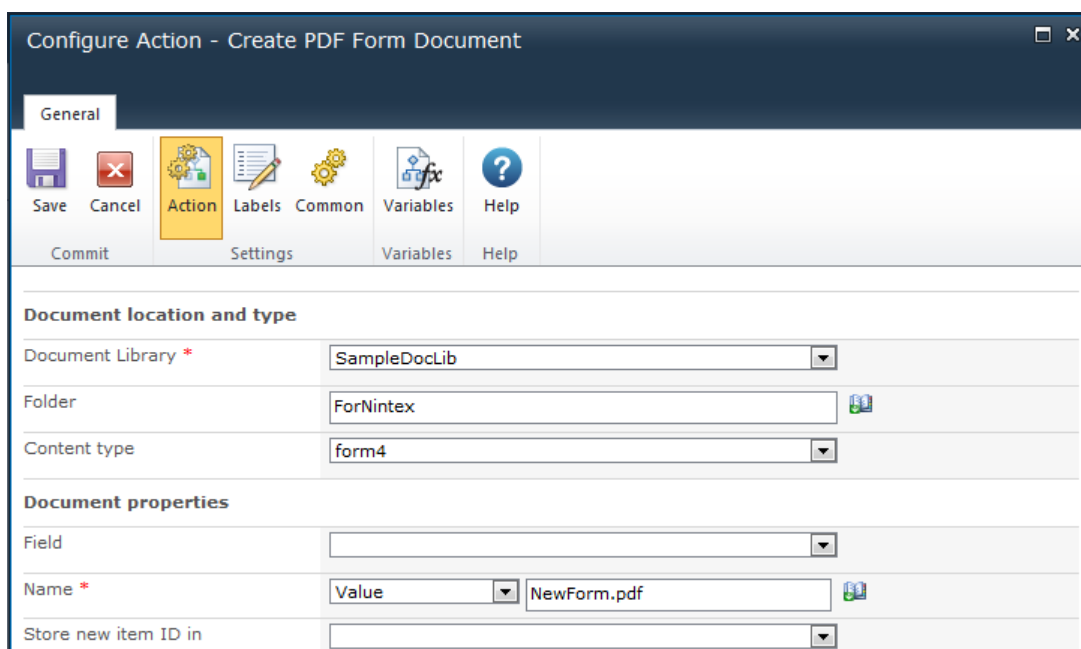 Configure Action - Create PDF Form Document
General
Save Cancel Action Labels Common Variables Help
Commit Settings Variables Help
Document location and type
Document Library * SampleDocLib
Folder ForNintex
Content type form4
Document properties
Field
Name * Value NewForm.pdf
Store new item ID in